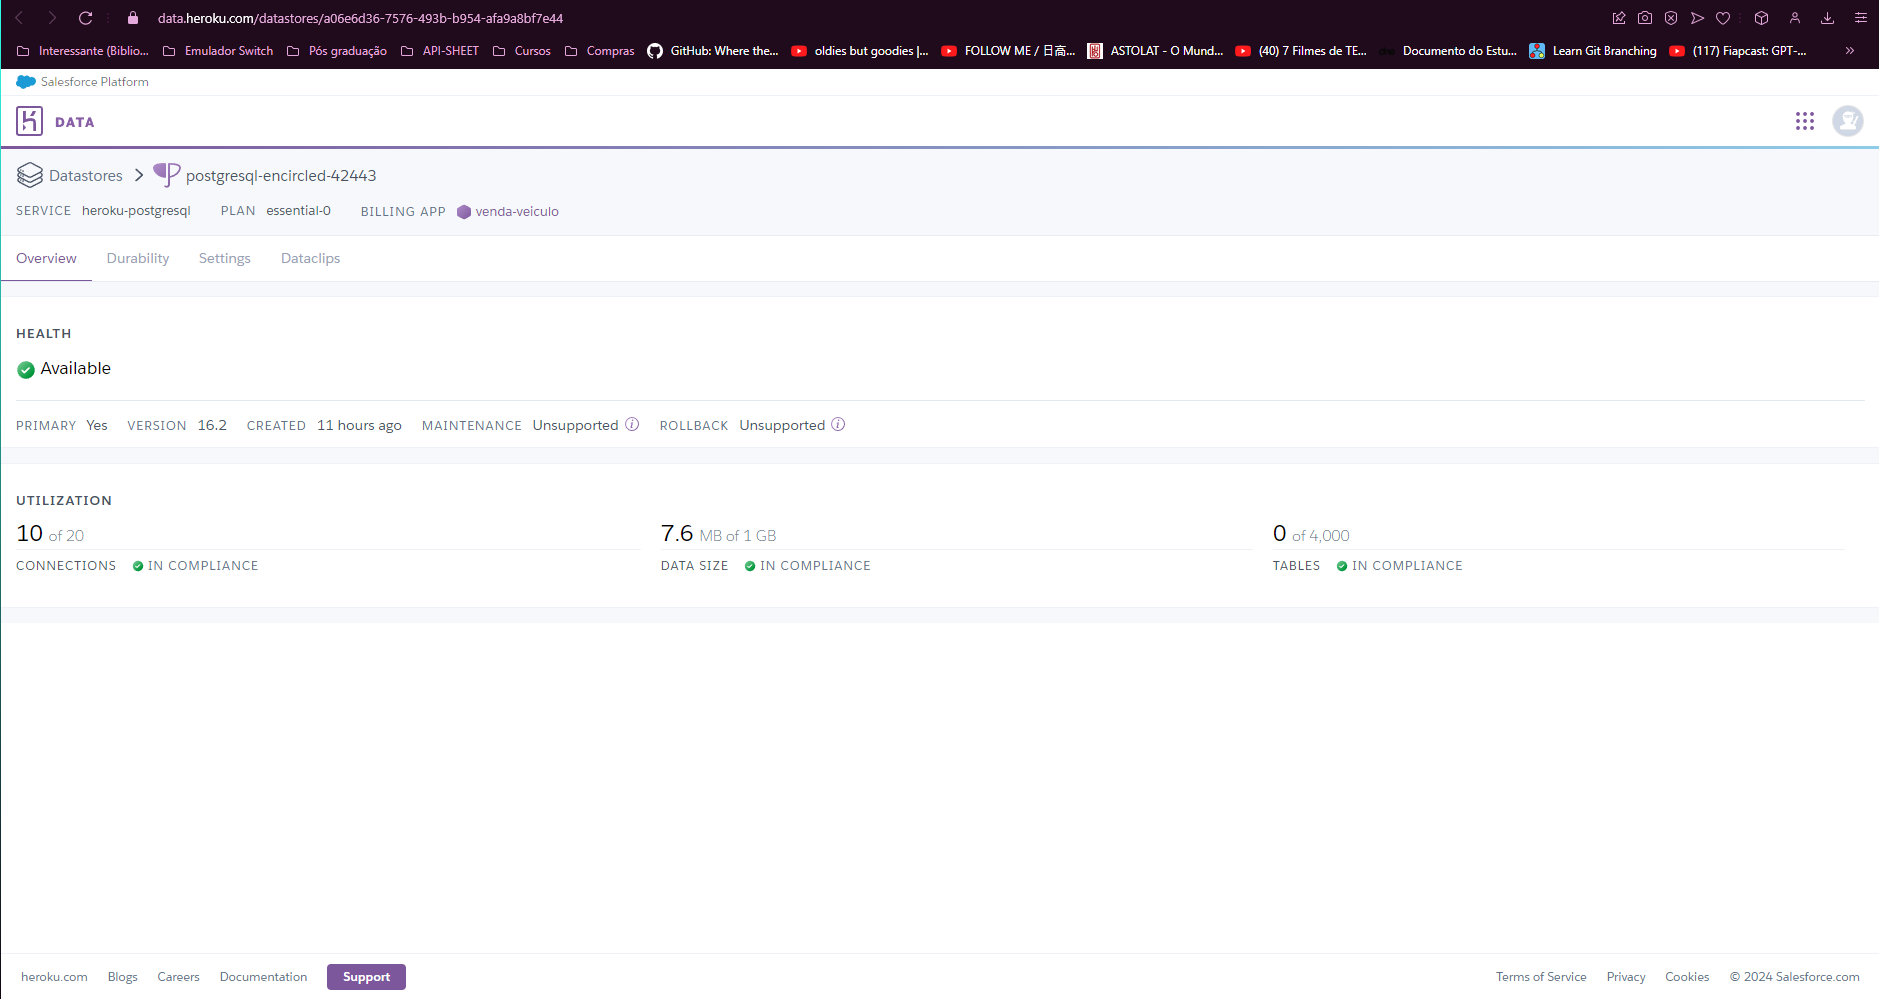 data.heroku.com/datastores/a06e6d36-7576-493b-b954-afa9a8bf7e44
Interessante (Biblio... Emulador Switch Pós graduação API-SHEET Cursos Compras GitHub: Where the... oldies but goodies |... FOLLOW ME / 日高... ASTOLAT - O Mund... (40) 7 Filmes de TE... Documento do Estu... Learn Git Branching (117) Fiapcast: GPT-... »
Salesforce Platform
DATA
Datastores > postgresql-encircled-42443
SERVICE heroku-postgresql PLAN essential-0 BILLING APP venda-veiculo
Overview Durability Settings Dataclips
HEALTH
Available
PRIMARY Yes VERSION 16.2 CREATED 11 hours ago MAINTENANCE Unsupported ROLLBACK Unsupported
UTILIZATION
10 of 20 7.6 MB of 1 GB 0 of 4,000
CONNECTIONS IN COMPLIANCE DATA SIZE IN COMPLIANCE TABLES IN COMPLIANCE
heroku.com Blogs Careers Documentation Support Terms of Service Privacy Cookies © 2024 Salesforce.com